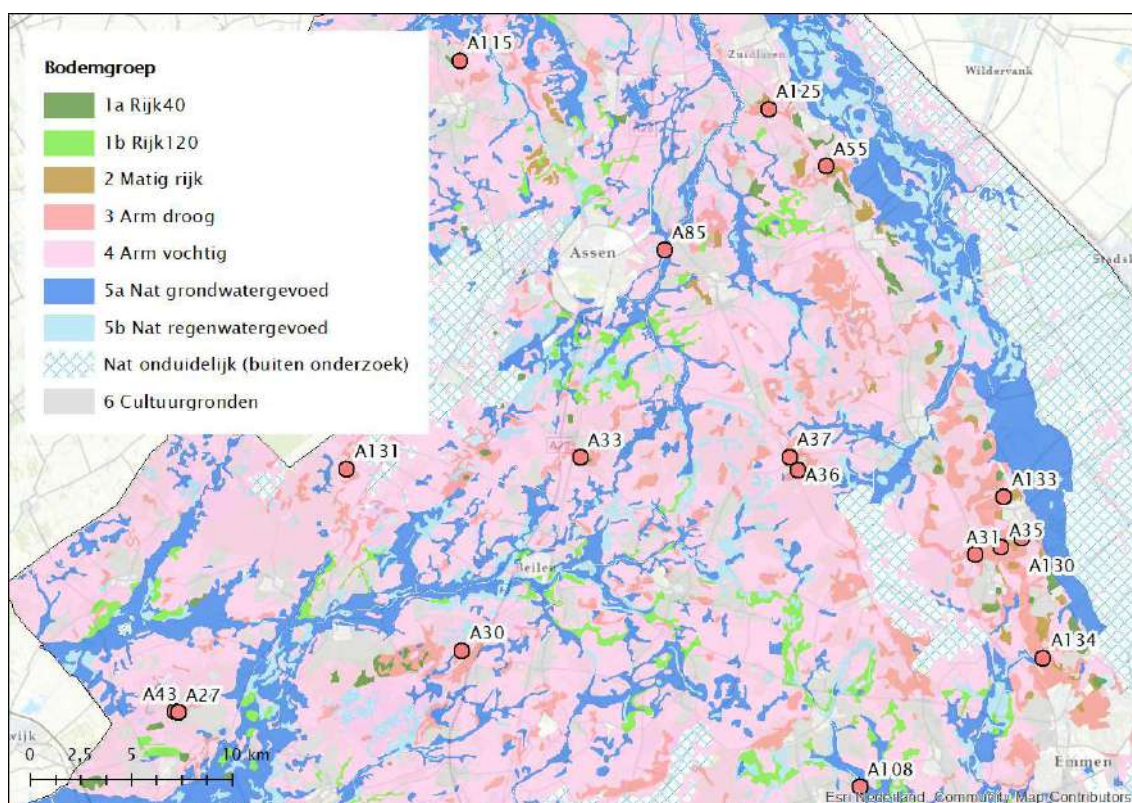 Bodemgroep
1a Rijk40
1b Rijk120
2 Matig rijk
3 Arm droog
4 Arm vochtig
5a Nat grondwatergevoed
5b Nat regenwatergevoed
Nat onduidelijk (buiten onderzoek)
6 Cultuurgronden
A115
Zuidlaren
Wildervank
A125
A55
A85
Assen
Stadsk
A33
A37
A36
A131
A133
A35
A31
A130
Beilen
A30
A134
A43 A27
wijk
0 2,5 5 10 km
Emmen
A108
Esri Nederland, Community Map Contributors